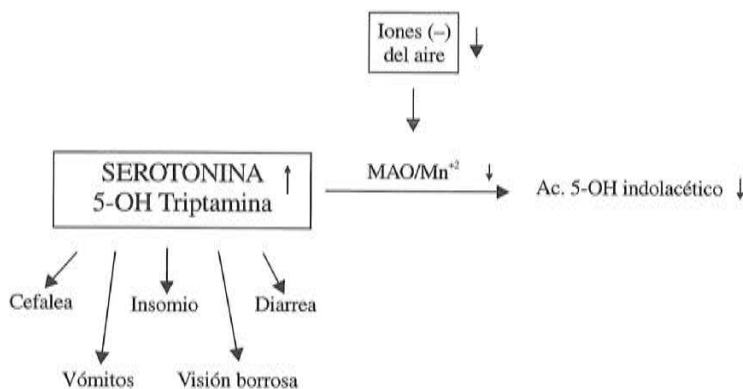 Iones (–)
del aire
SEROTONINA
5-OH Triptamina
MAO/Mn⁺²
Ac. 5-OH indolacético
Cefalea
Insomio
Diarrea
Vómitos
Visión borrosa